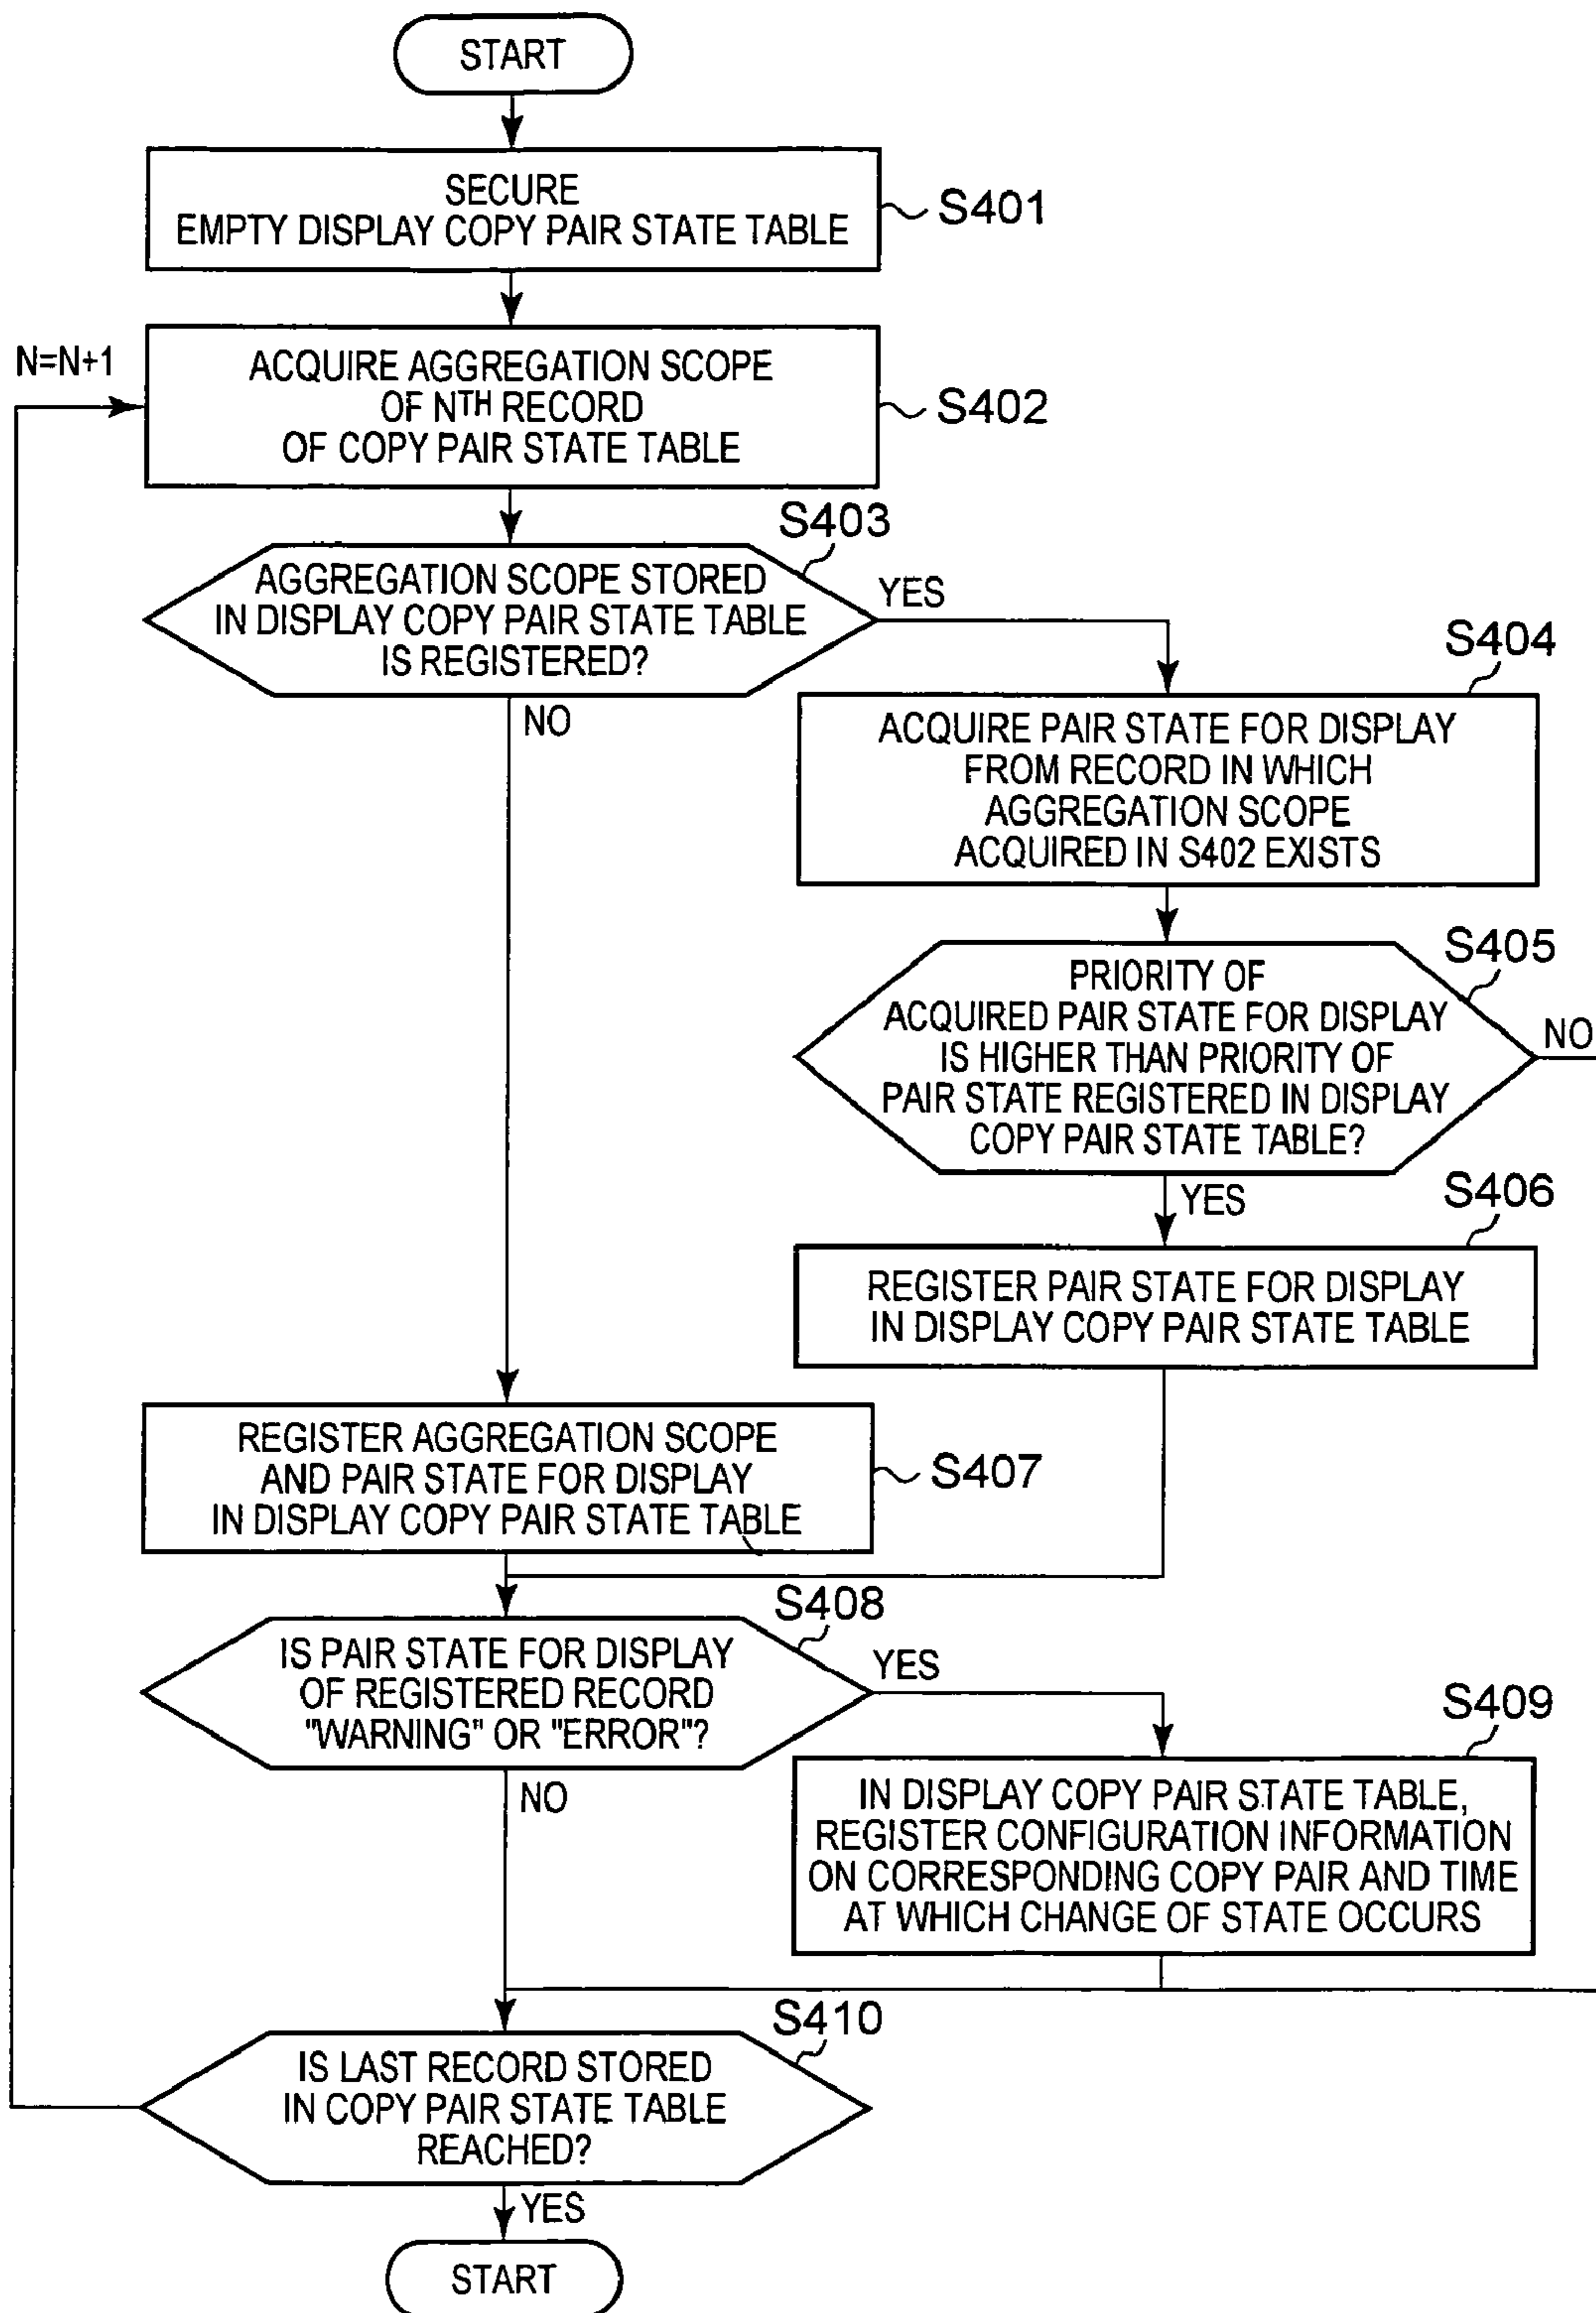 START
SECURE
EMPTY DISPLAY COPY PAIR STATE TABLE
S401
N=N+1
ACQUIRE AGGREGATION SCOPE
OF NTH RECORD
OF COPY PAIR STATE TABLE
S402
S403
AGGREGATION SCOPE STORED
IN DISPLAY COPY PAIR STATE TABLE
IS REGISTERED?
YES
NO
S404
ACQUIRE PAIR STATE FOR DISPLAY
FROM RECORD IN WHICH
AGGREGATION SCOPE
ACQUIRED IN S402 EXISTS
S405
PRIORITY OF
ACQUIRED PAIR STATE FOR DISPLAY
IS HIGHER THAN PRIORITY OF
PAIR STATE REGISTERED IN DISPLAY
COPY PAIR STATE TABLE?
NO
YES
S406
REGISTER PAIR STATE FOR DISPLAY
IN DISPLAY COPY PAIR STATE TABLE
REGISTER AGGREGATION SCOPE
AND PAIR STATE FOR DISPLAY
IN DISPLAY COPY PAIR STATE TABLE
S407
S408
IS PAIR STATE FOR DISPLAY
OF REGISTERED RECORD
"WARNING" OR "ERROR"?
YES
NO
S409
IN DISPLAY COPY PAIR STATE TABLE,
REGISTER CONFIGURATION INFORMATION
ON CORRESPONDING COPY PAIR AND TIME
AT WHICH CHANGE OF STATE OCCURS
S410
IS LAST RECORD STORED
IN COPY PAIR STATE TABLE
REACHED?
YES
START